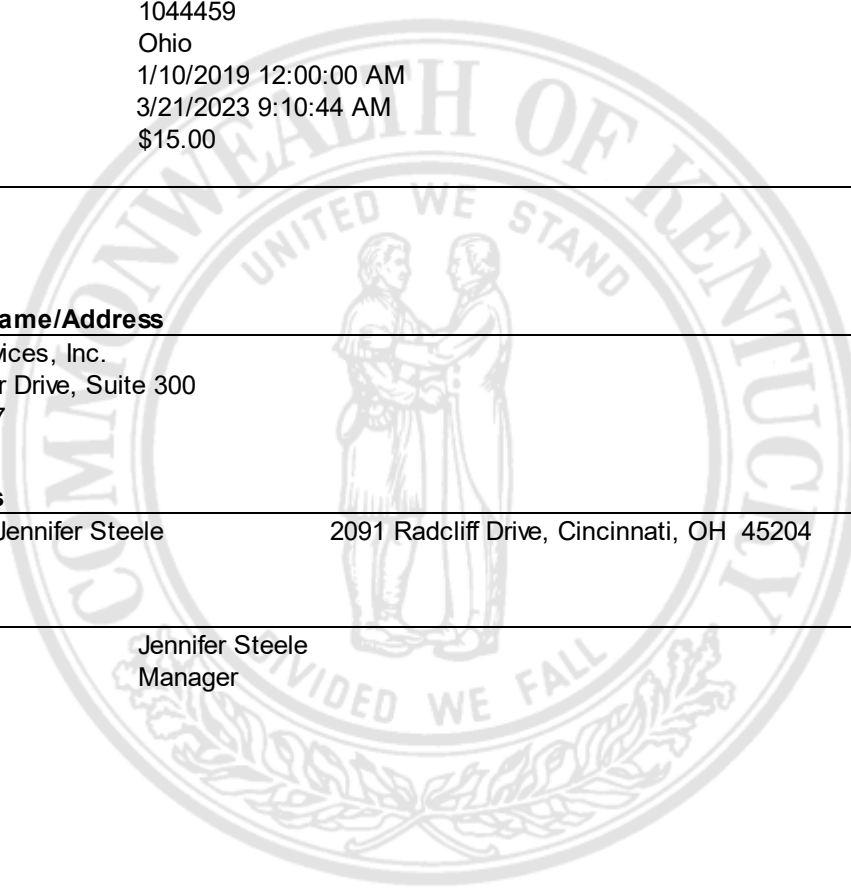 1044459
Ohio
1/10/2019 12:00:00 AM
3/21/2023 9:10:44 AM
$15.00
COMMONWEALTH OF KENTUCKY
UNITED WE STAND
ame/Address
vices, Inc.
r Drive, Suite 300
7
s
Jennifer Steele 2091 Radcliff Drive, Cincinnati, OH 45204
Jennifer Steele
Manager
DIVIDED WE FALL